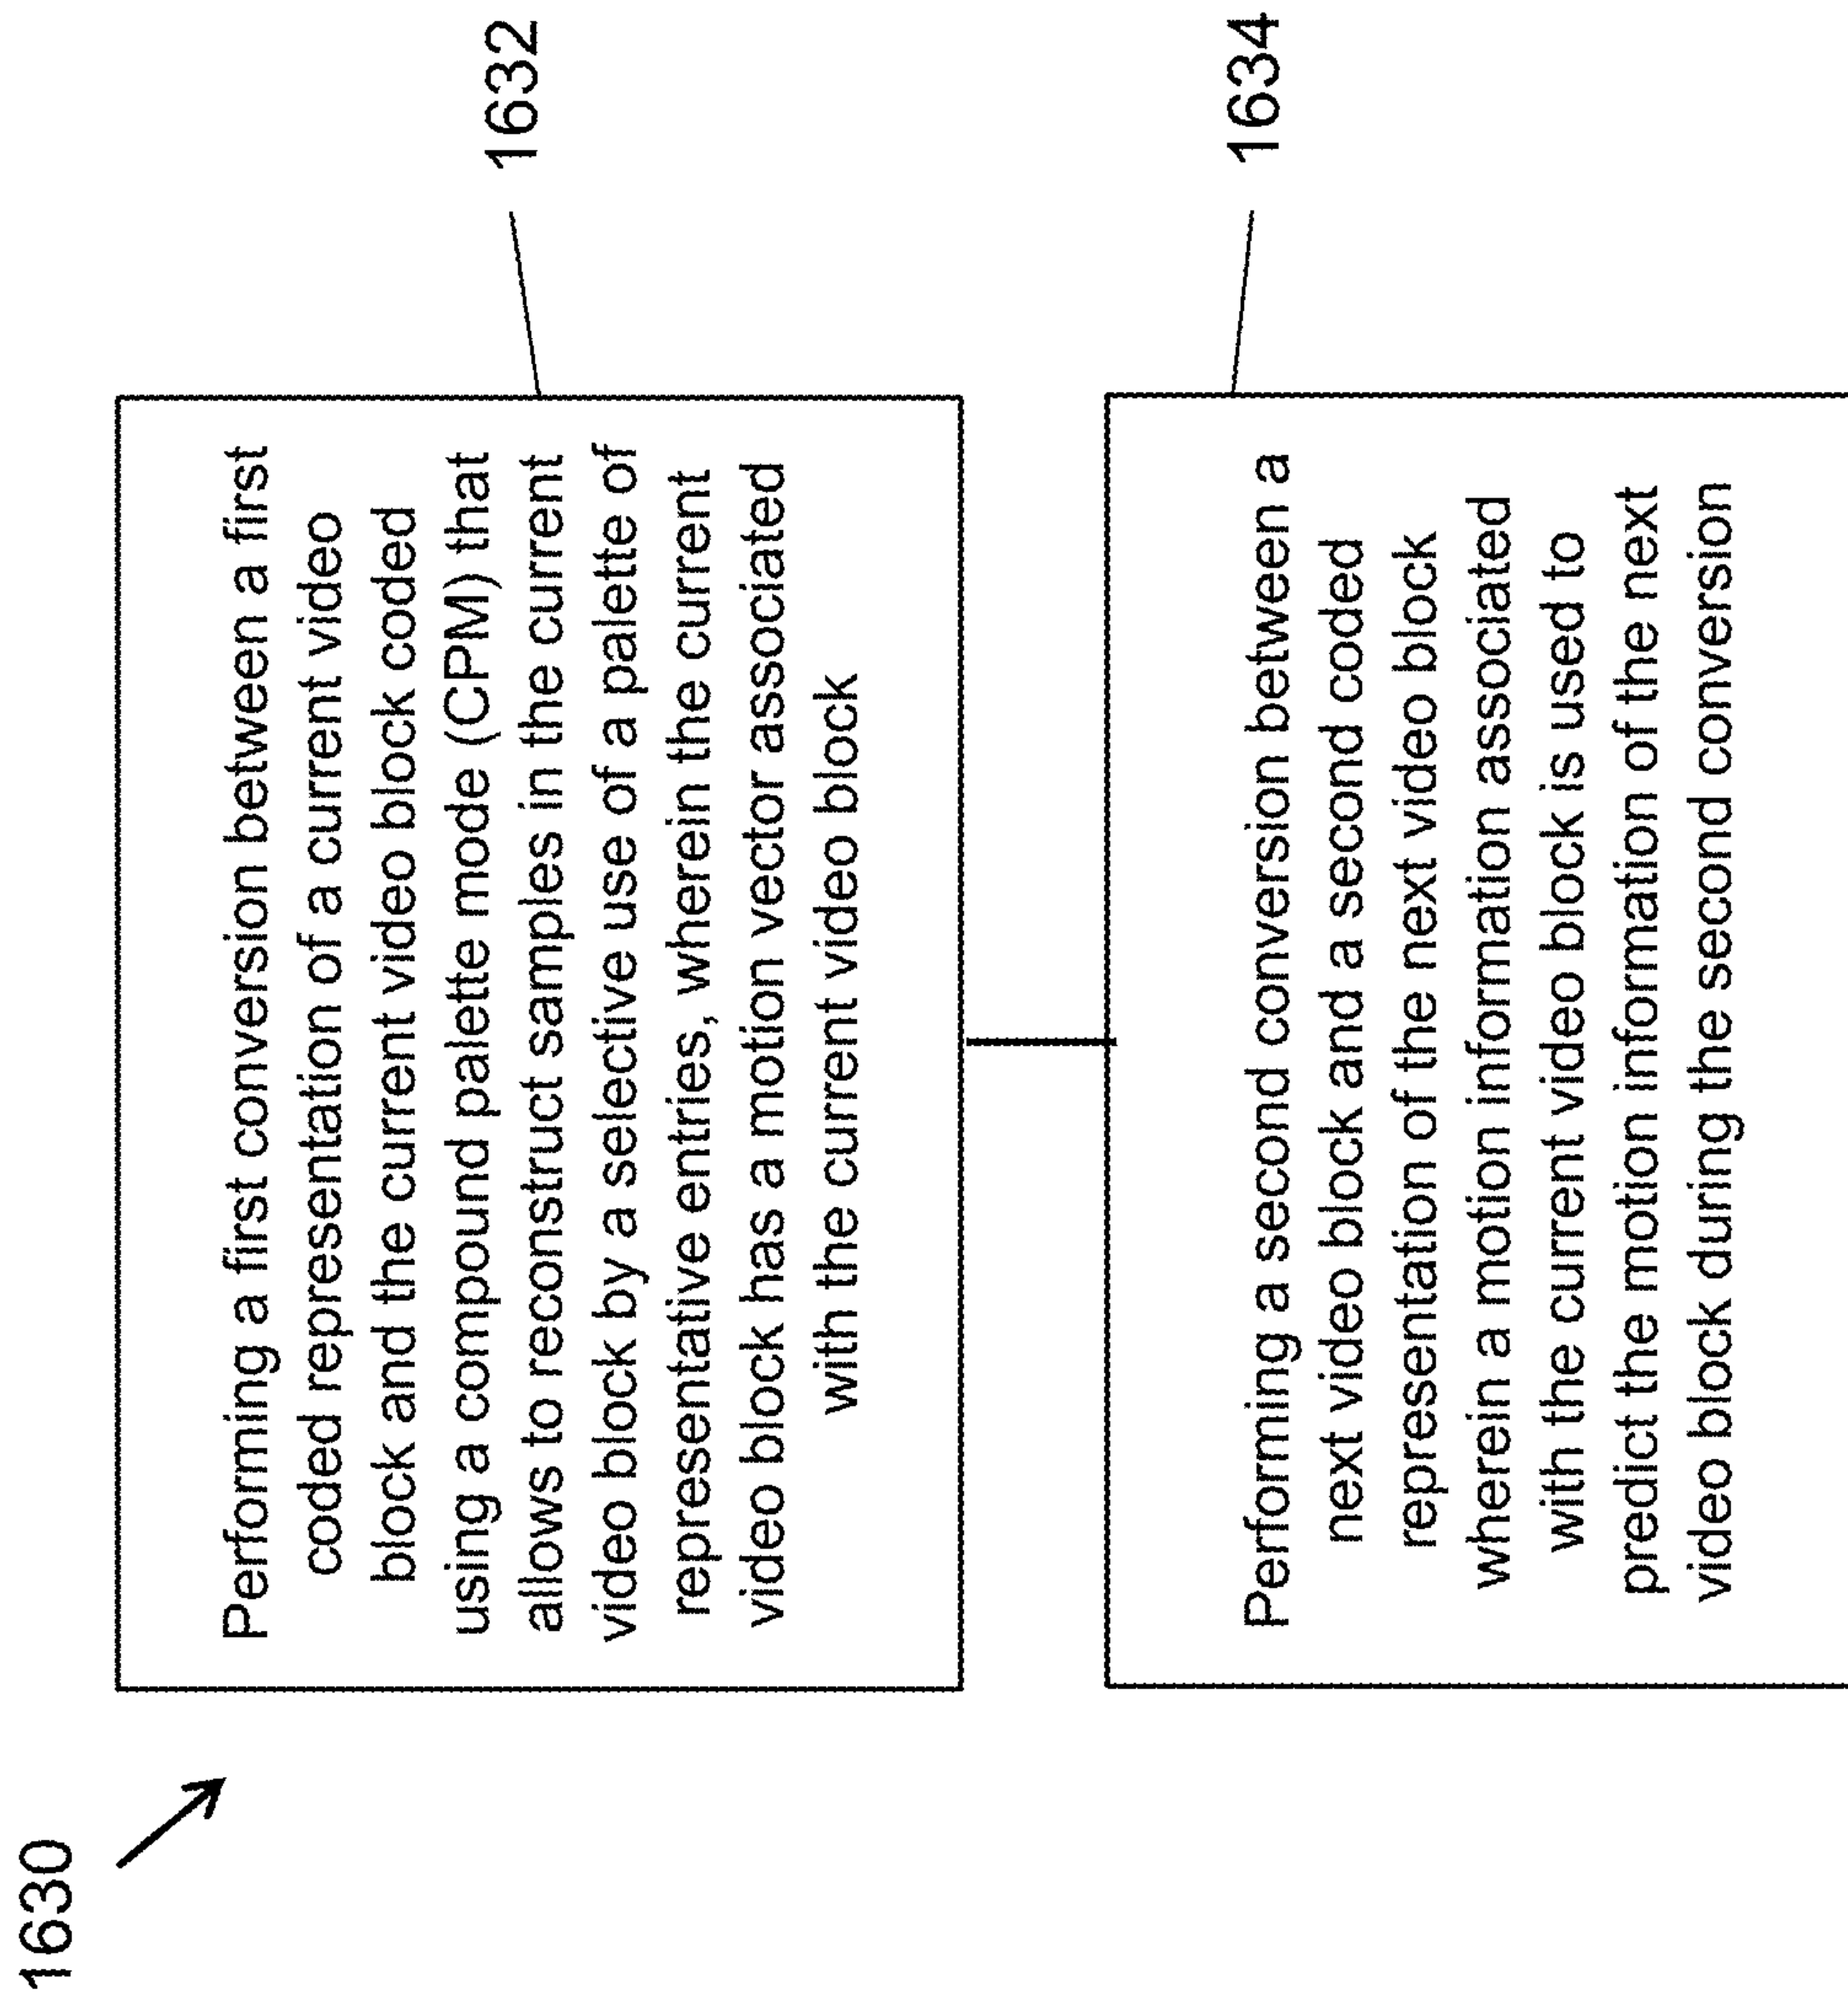 1630
Performing a first conversion between a first
coded representation of a current video
block and the current video block coded
using a compound palette mode (CPM) that
allows to reconstruct samples in the current
video block by a selective use of a palette of
representative entries, wherein the current
video block has a motion vector associated
with the current video block
1632
Performing a second conversion between a
next video block and a second coded
representation of the next video block
wherein a motion information associated
with the current video block is used to
predict the motion information of the next
video block during the second conversion
1634